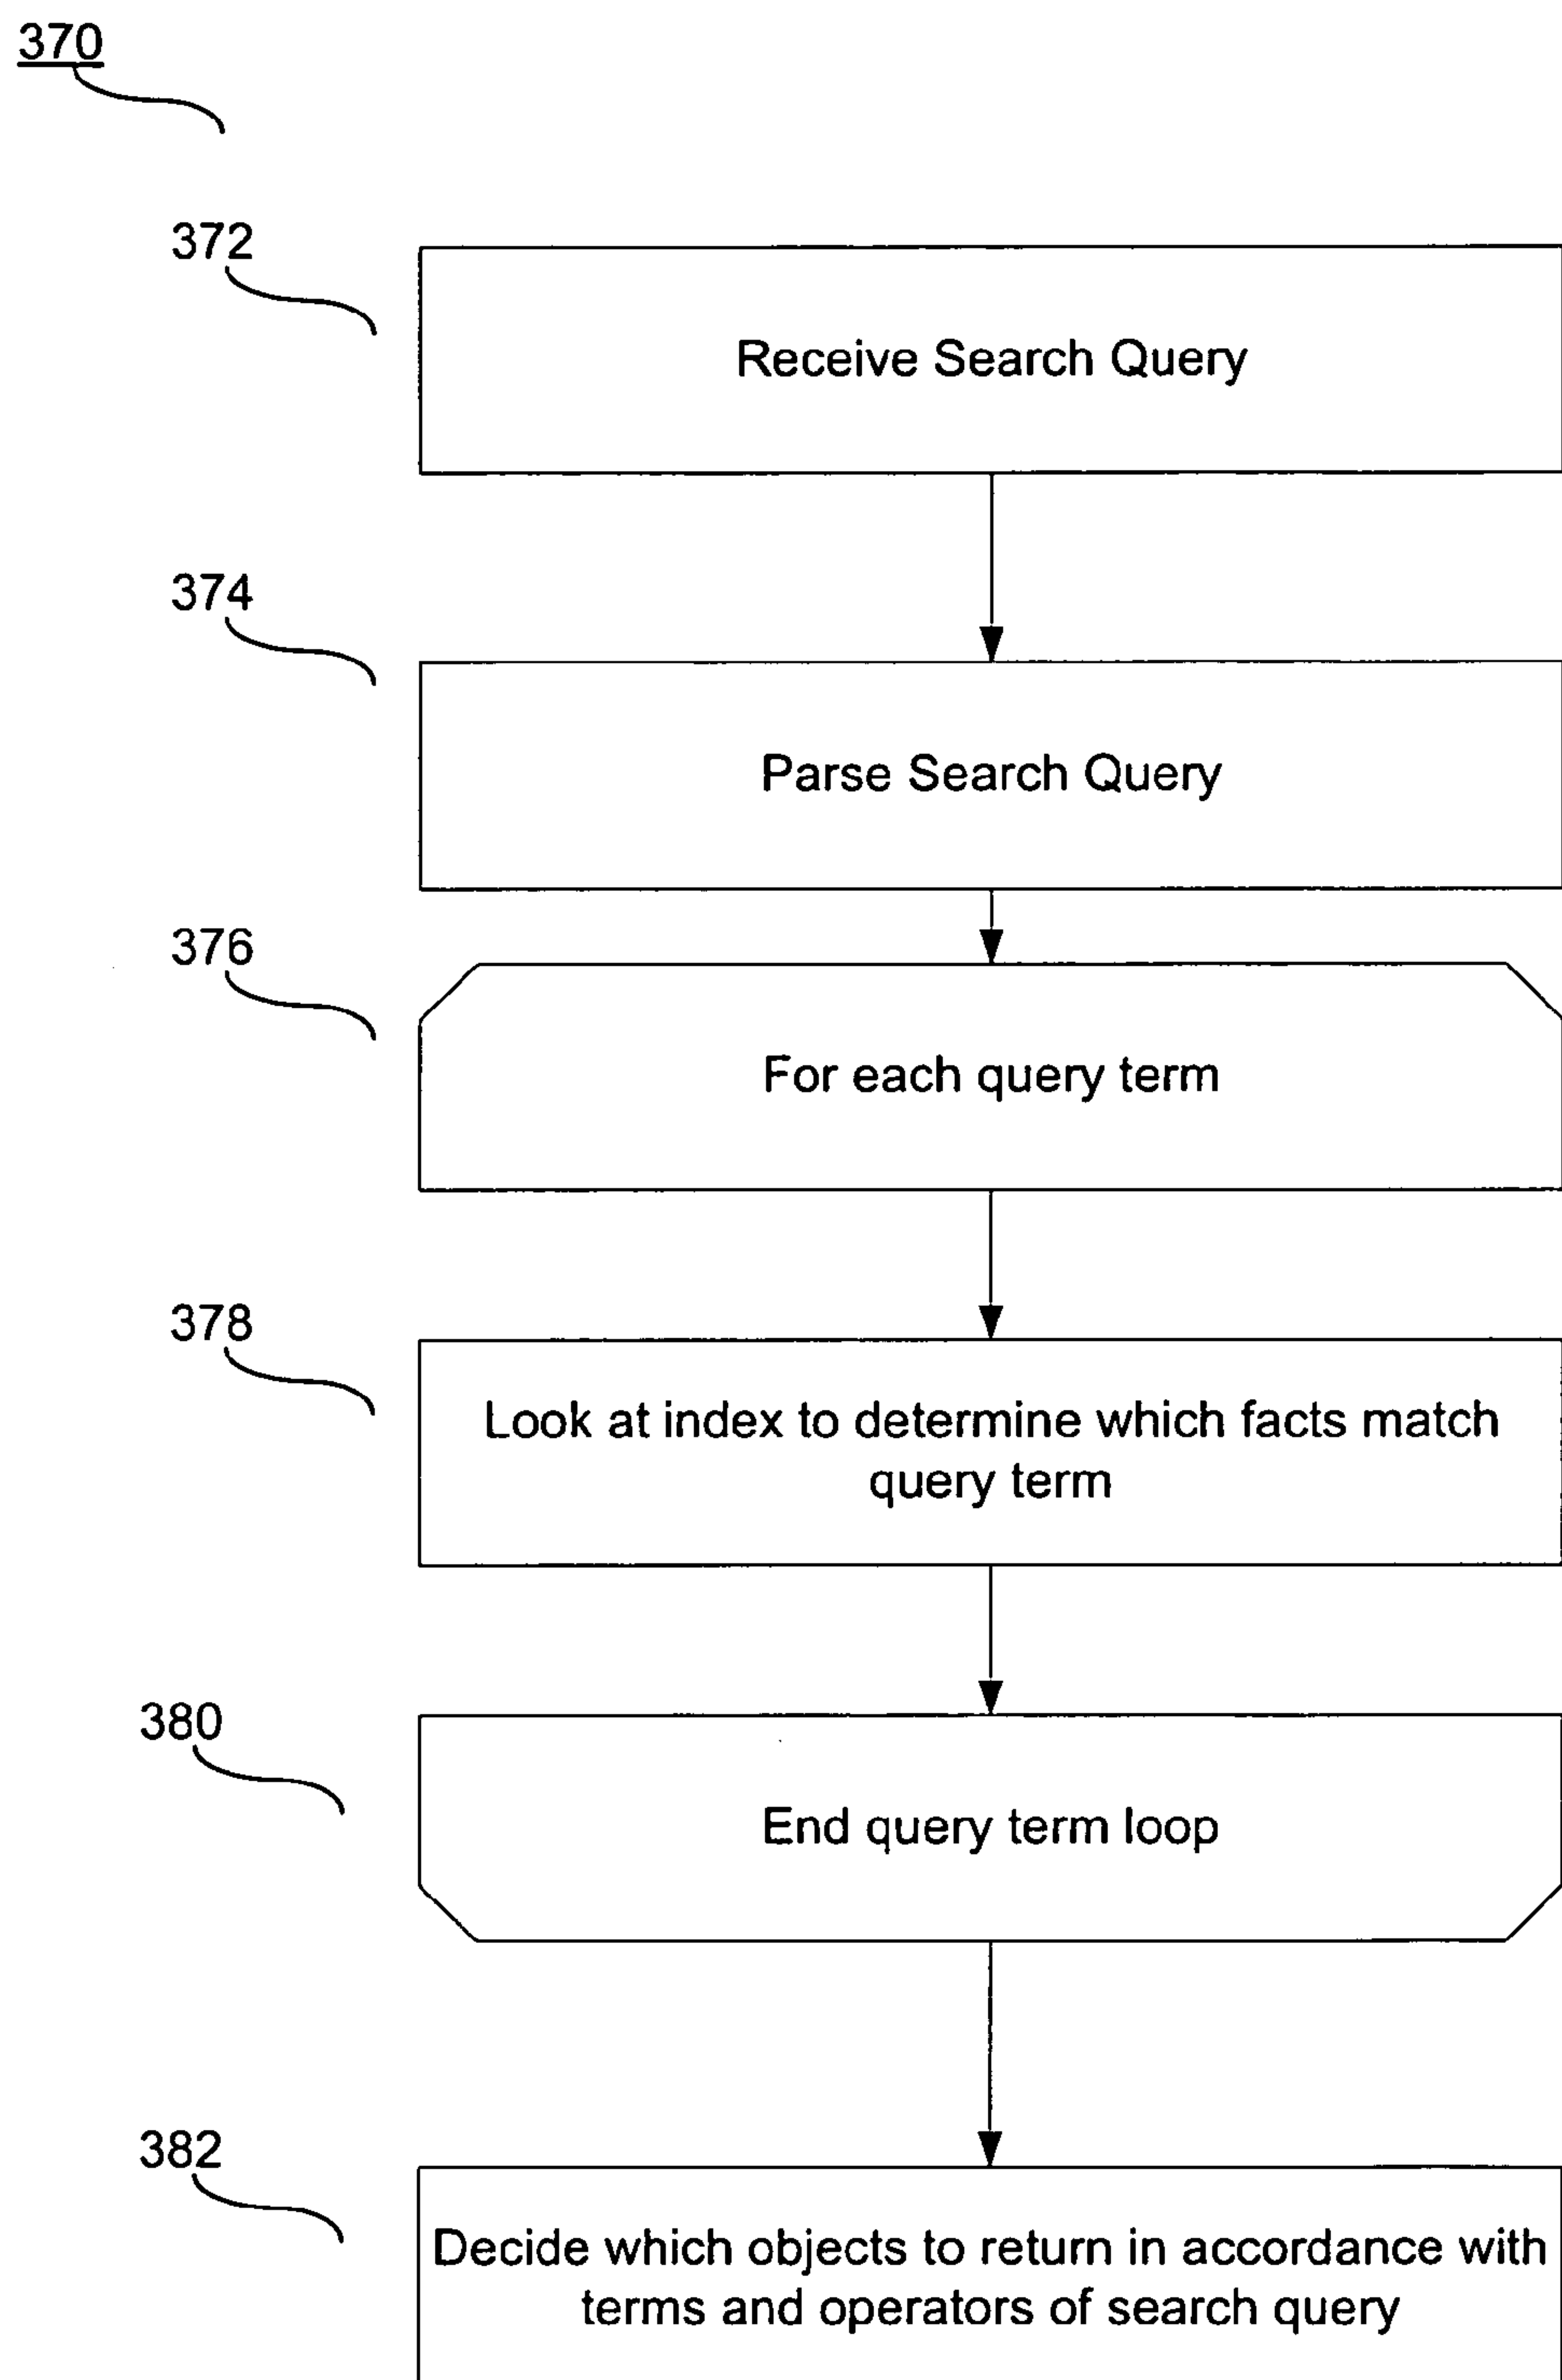 370
372
Receive Search Query
374
Parse Search Query
376
For each query term
378
Look at index to determine which facts match
query term
380
End query term loop
382
Decide which objects to return in accordance with
terms and operators of search query